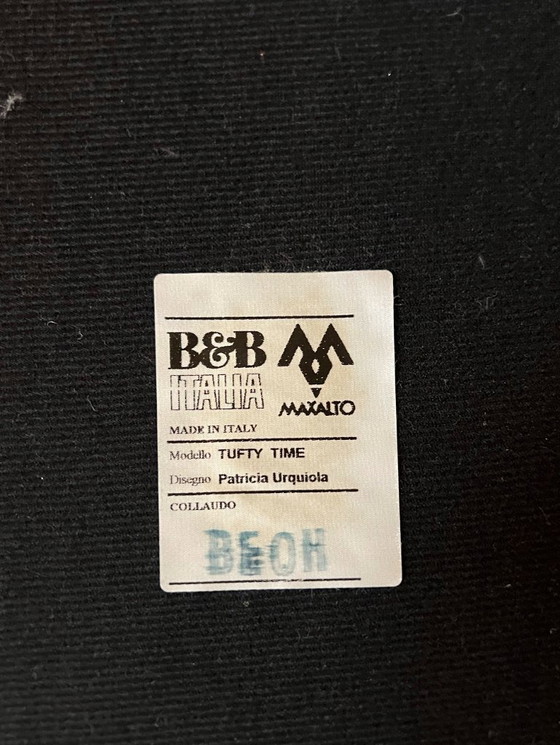 B&B
ITALIA
MAXALTO
MADE IN ITALY
Modello TUFTY TIME
Disegno Patricia Urquiola
COLLAUDO